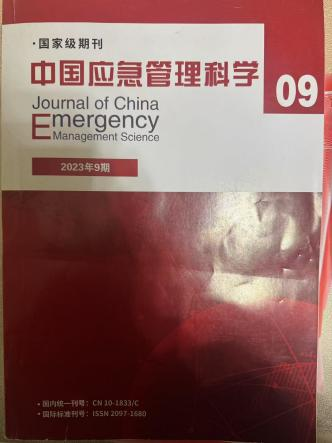 ·国家级期刊
中国应急管理科学
09
Journal of China
Emergency
Management Science
2023年9期
·国内统一刊号：CN 10-1833/C
·国际标准刊号：ISSN 2097-1680